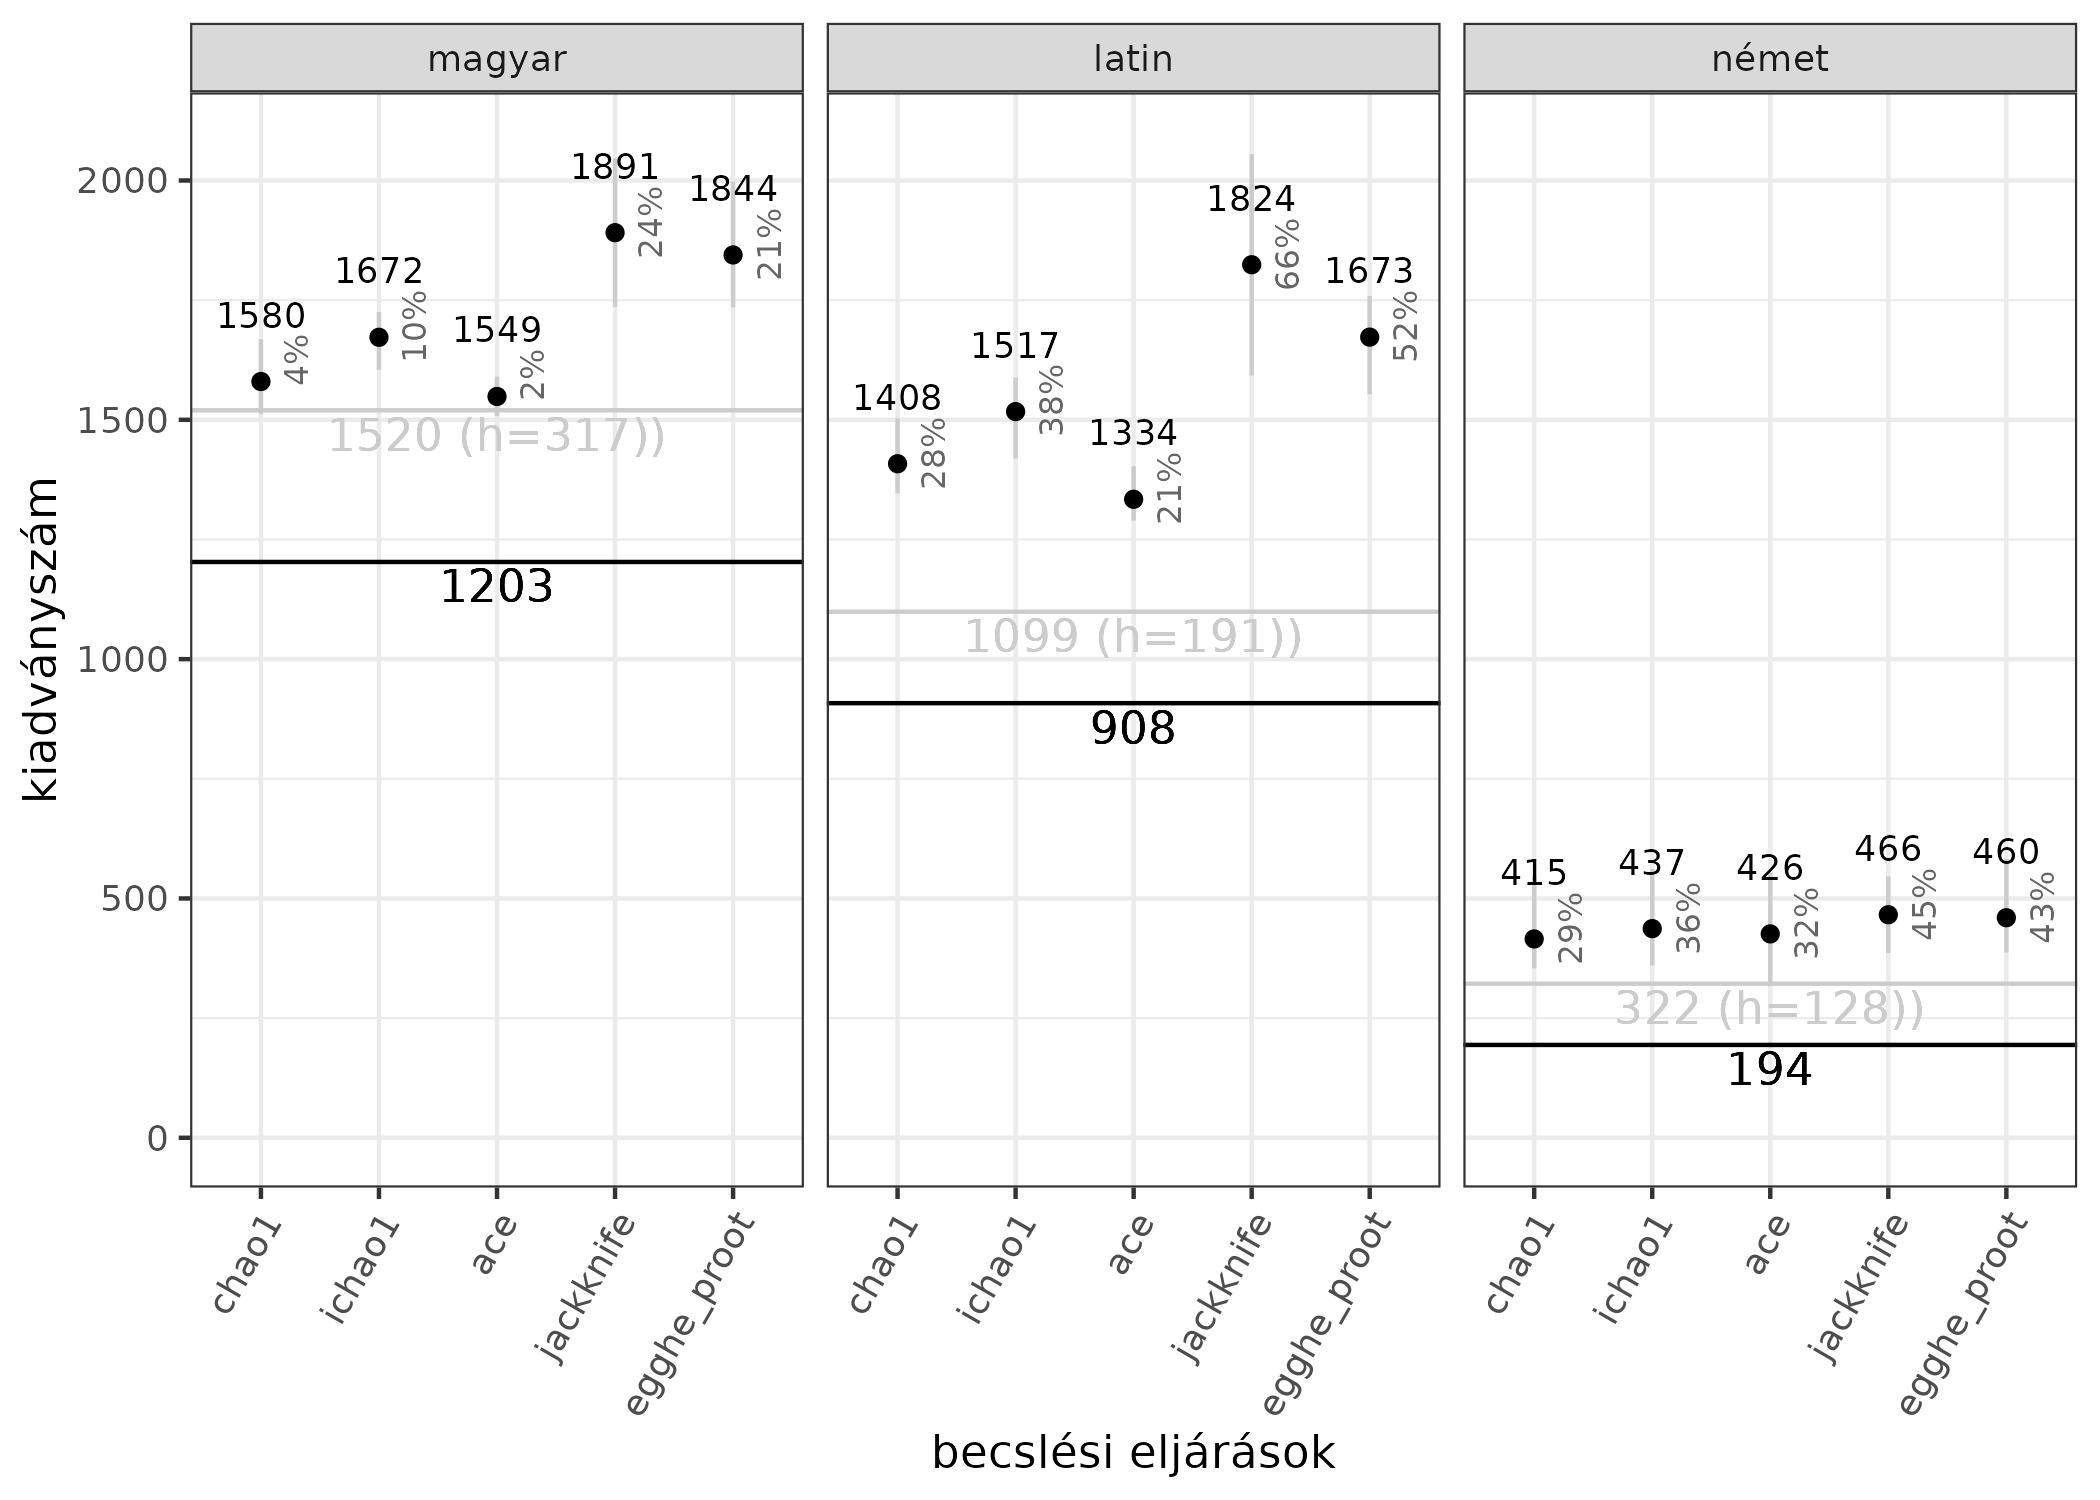 magyar
latin
német
kiadványszám
2000
1500
1000
500
0
1580
4%
1672
10%
1549
2%
1891
24%
1844
21%
1520 (h=317))
1203
1408
28%
1517
38%
1334
21%
1824
66%
1673
52%
1099 (h=191))
908
415
29%
437
36%
426
32%
466
45%
460
43%
322 (h=128))
194
chao1
ichao1
ace
jackknife
egghe_proot
chao1
ichao1
ace
jackknife
egghe_proot
chao1
ichao1
ace
jackknife
egghe_proot
becslési eljárások